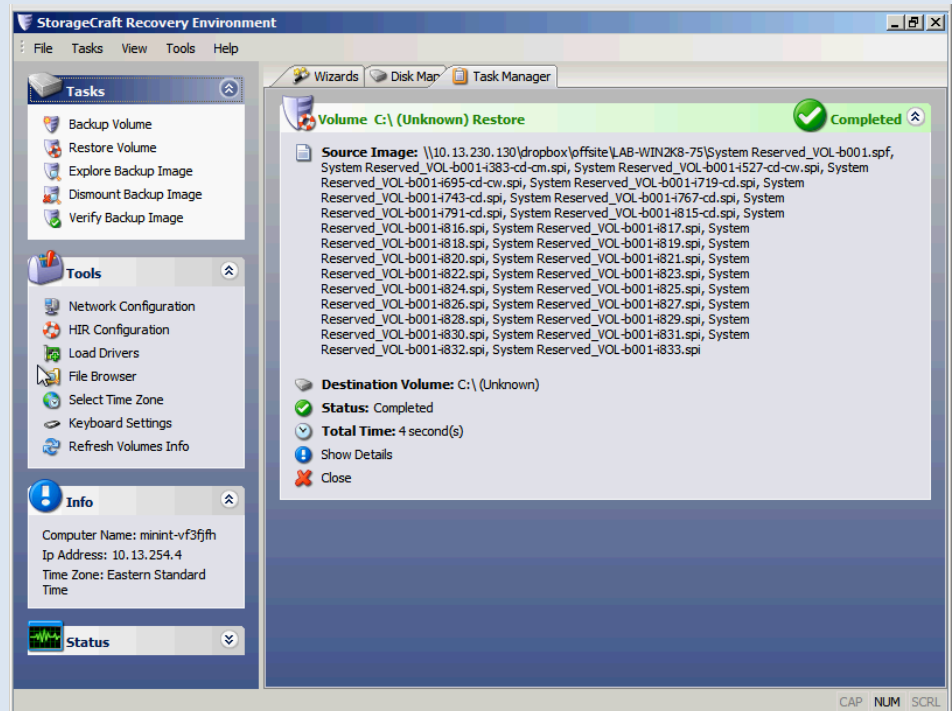 StorageCraft Recovery Environment
File Tasks View Tools Help
Tasks
Backup Volume
Restore Volume
Explore Backup Image
Dismount Backup Image
Verify Backup Image
Tools
Network Configuration
HIR Configuration
Load Drivers
File Browser
Select Time Zone
Keyboard Settings
Refresh Volumes Info
Info
Computer Name: minint-vf3fjfh
Ip Address: 10.13.254.4
Time Zone: Eastern Standard
Time
Status
Wizards Disk Map Task Manager
Volume C:\ (Unknown) Restore Completed
Source Image: \\10.13.230.130\dropbox\offsite\LAB-WIN2K8-75\System Reserved_VOL-b001.spf,
System Reserved_VOL-b001-i383-cd-cm.spi, System Reserved_VOL-b001-i527-cd-cw.spi, System
Reserved_VOL-b001-i695-cd-cw.spi, System Reserved_VOL-b001-i719-cd.spi, System
Reserved_VOL-b001-i743-cd.spi, System Reserved_VOL-b001-i767-cd.spi, System
Reserved_VOL-b001-i791-cd.spi, System Reserved_VOL-b001-i815-cd.spi, System
Reserved_VOL-b001-i816.spi, System Reserved_VOL-b001-i817.spi, System
Reserved_VOL-b001-i818.spi, System Reserved_VOL-b001-i819.spi, System
Reserved_VOL-b001-i820.spi, System Reserved_VOL-b001-i821.spi, System
Reserved_VOL-b001-i822.spi, System Reserved_VOL-b001-i823.spi, System
Reserved_VOL-b001-i824.spi, System Reserved_VOL-b001-i825.spi, System
Reserved_VOL-b001-i826.spi, System Reserved_VOL-b001-i827.spi, System
Reserved_VOL-b001-i828.spi, System Reserved_VOL-b001-i829.spi, System
Reserved_VOL-b001-i830.spi, System Reserved_VOL-b001-i831.spi, System
Reserved_VOL-b001-i832.spi, System Reserved_VOL-b001-i833.spi
Destination Volume: C:\ (Unknown)
Status: Completed
Total Time: 4 second(s)
Show Details
Close
CAP NUM SCRL